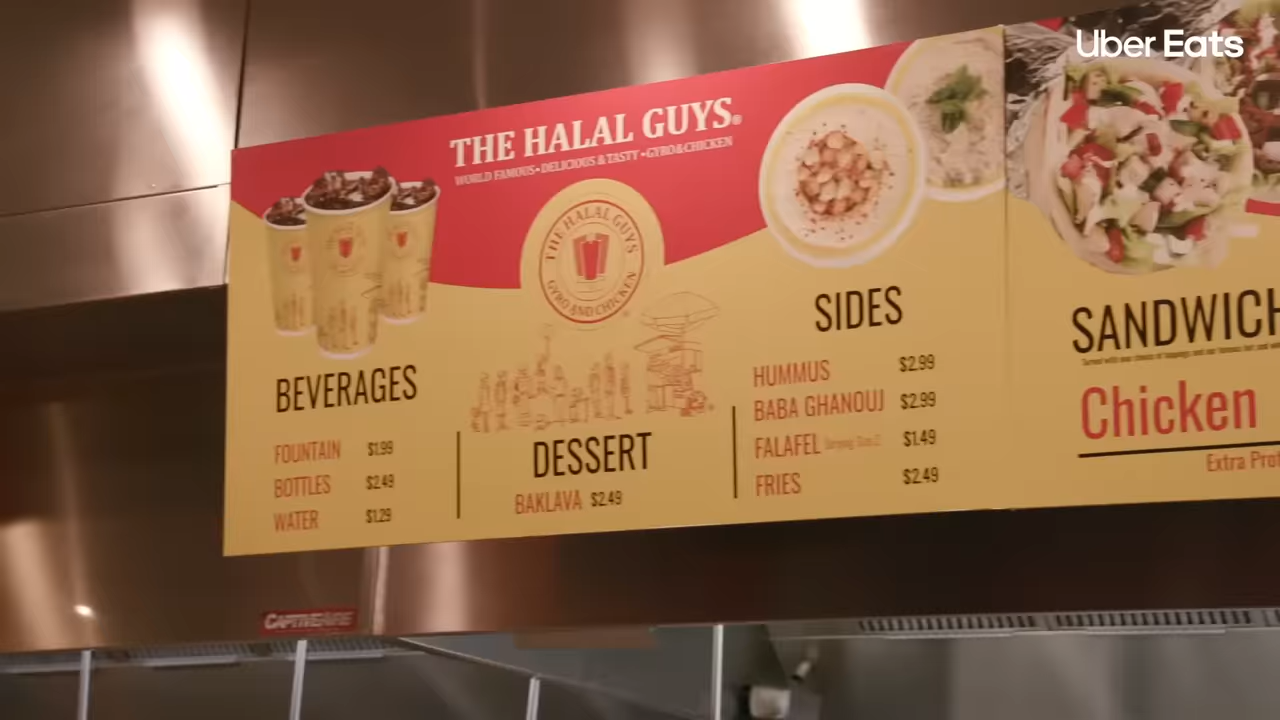 Uber Eats
THE HALAL GUYS®
WORLD FAMOUS • DELICIOUS & TASTY • GYRO & CHICKEN
THE HALAL GUYS
GYRO AND CHICKEN
BEVERAGES
FOUNTAIN $1.99
BOTTLES $2.49
WATER $1.29
DESSERT
BAKLAVA $2.49
SIDES
HUMMUS $2.99
BABA GHANOUJ $2.99
FALAFEL $1.49
FRIES $2.49
SANDWICH
Chicken
Extra Prot
CAPTIVEAIRE